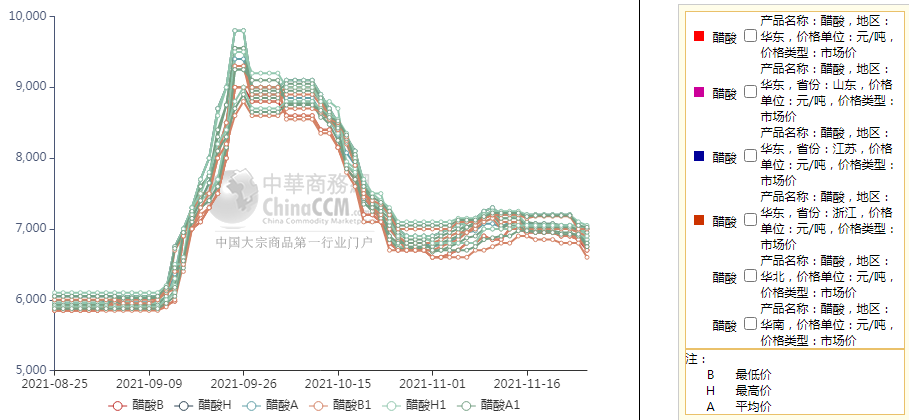 10,000
9,000
8,000
7,000
6,000
5,000
2021-08-25
2021-09-09
2021-09-26
2021-10-15
2021-11-01
2021-11-16
醋酸B
醋酸H
醋酸A
醋酸B1
醋酸H1
醋酸A1
中華商務网
ChinaCCM.com
China Commodity Marketplace
中国大宗商品第一行业门户
醋酸
产品名称：醋酸，地区：
华东，价格单位：元/吨，
价格类型：市场价
醋酸
产品名称：醋酸，地区：
华东，省份：山东，价格
单位：元/吨，价格类型：
市场价
醋酸
产品名称：醋酸，地区：
华东，省份：江苏，价格
单位：元/吨，价格类型：
市场价
醋酸
产品名称：醋酸，地区：
华东，省份：浙江，价格
单位：元/吨，价格类型：
市场价
醋酸
产品名称：醋酸，地区：
华北，价格单位：元/吨，
价格类型：市场价
醋酸
产品名称：醋酸，地区：
华南，价格单位：元/吨，
价格类型：市场价
注：
B 最低价
H 最高价
A 平均价